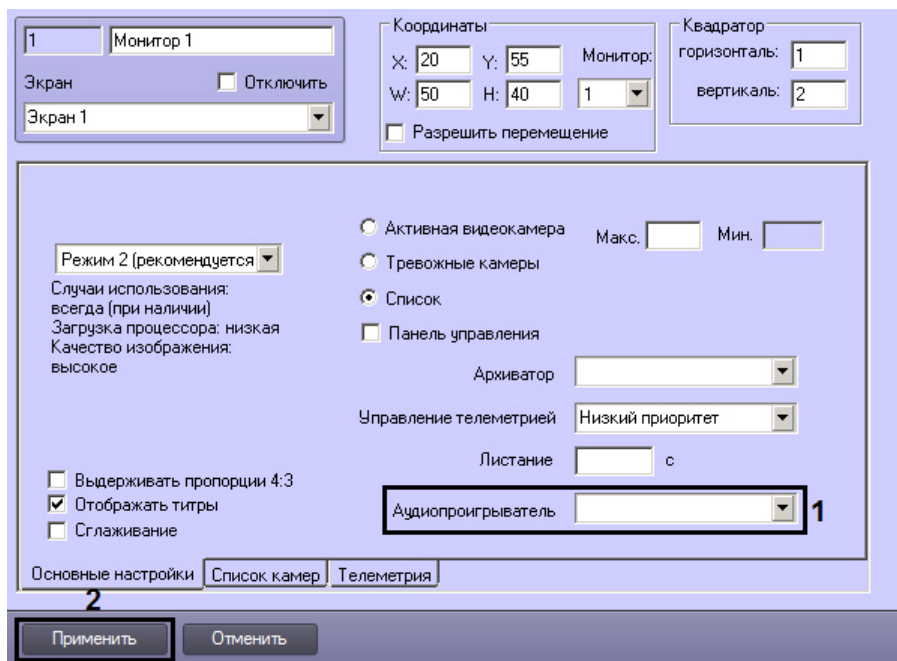 1
Монитор 1
Экран
Отключить
Экран 1
Координаты
X: 20 Y: 55 Монитор:
W: 50 H: 40 1
Разрешить перемещение
Квадратор
горизонталь: 1
вертикаль: 2
Режим 2 (рекомендуется
Случаи использования:
всегда (при наличии)
Загрузка процессора: низкая
Качество изображения:
высокое
Активная видеокамера
Макс. Мин.
Тревожные камеры
Список
Панель управления
Архиватор
Управление телеметрией Низкий приоритет
Листание с
Аудиопроигрыватель 1
Выдерживать пропорции 4:3
Отображать титры
Сглаживание
Основные настройки Список камер Телеметрия
2
Применить Отменить